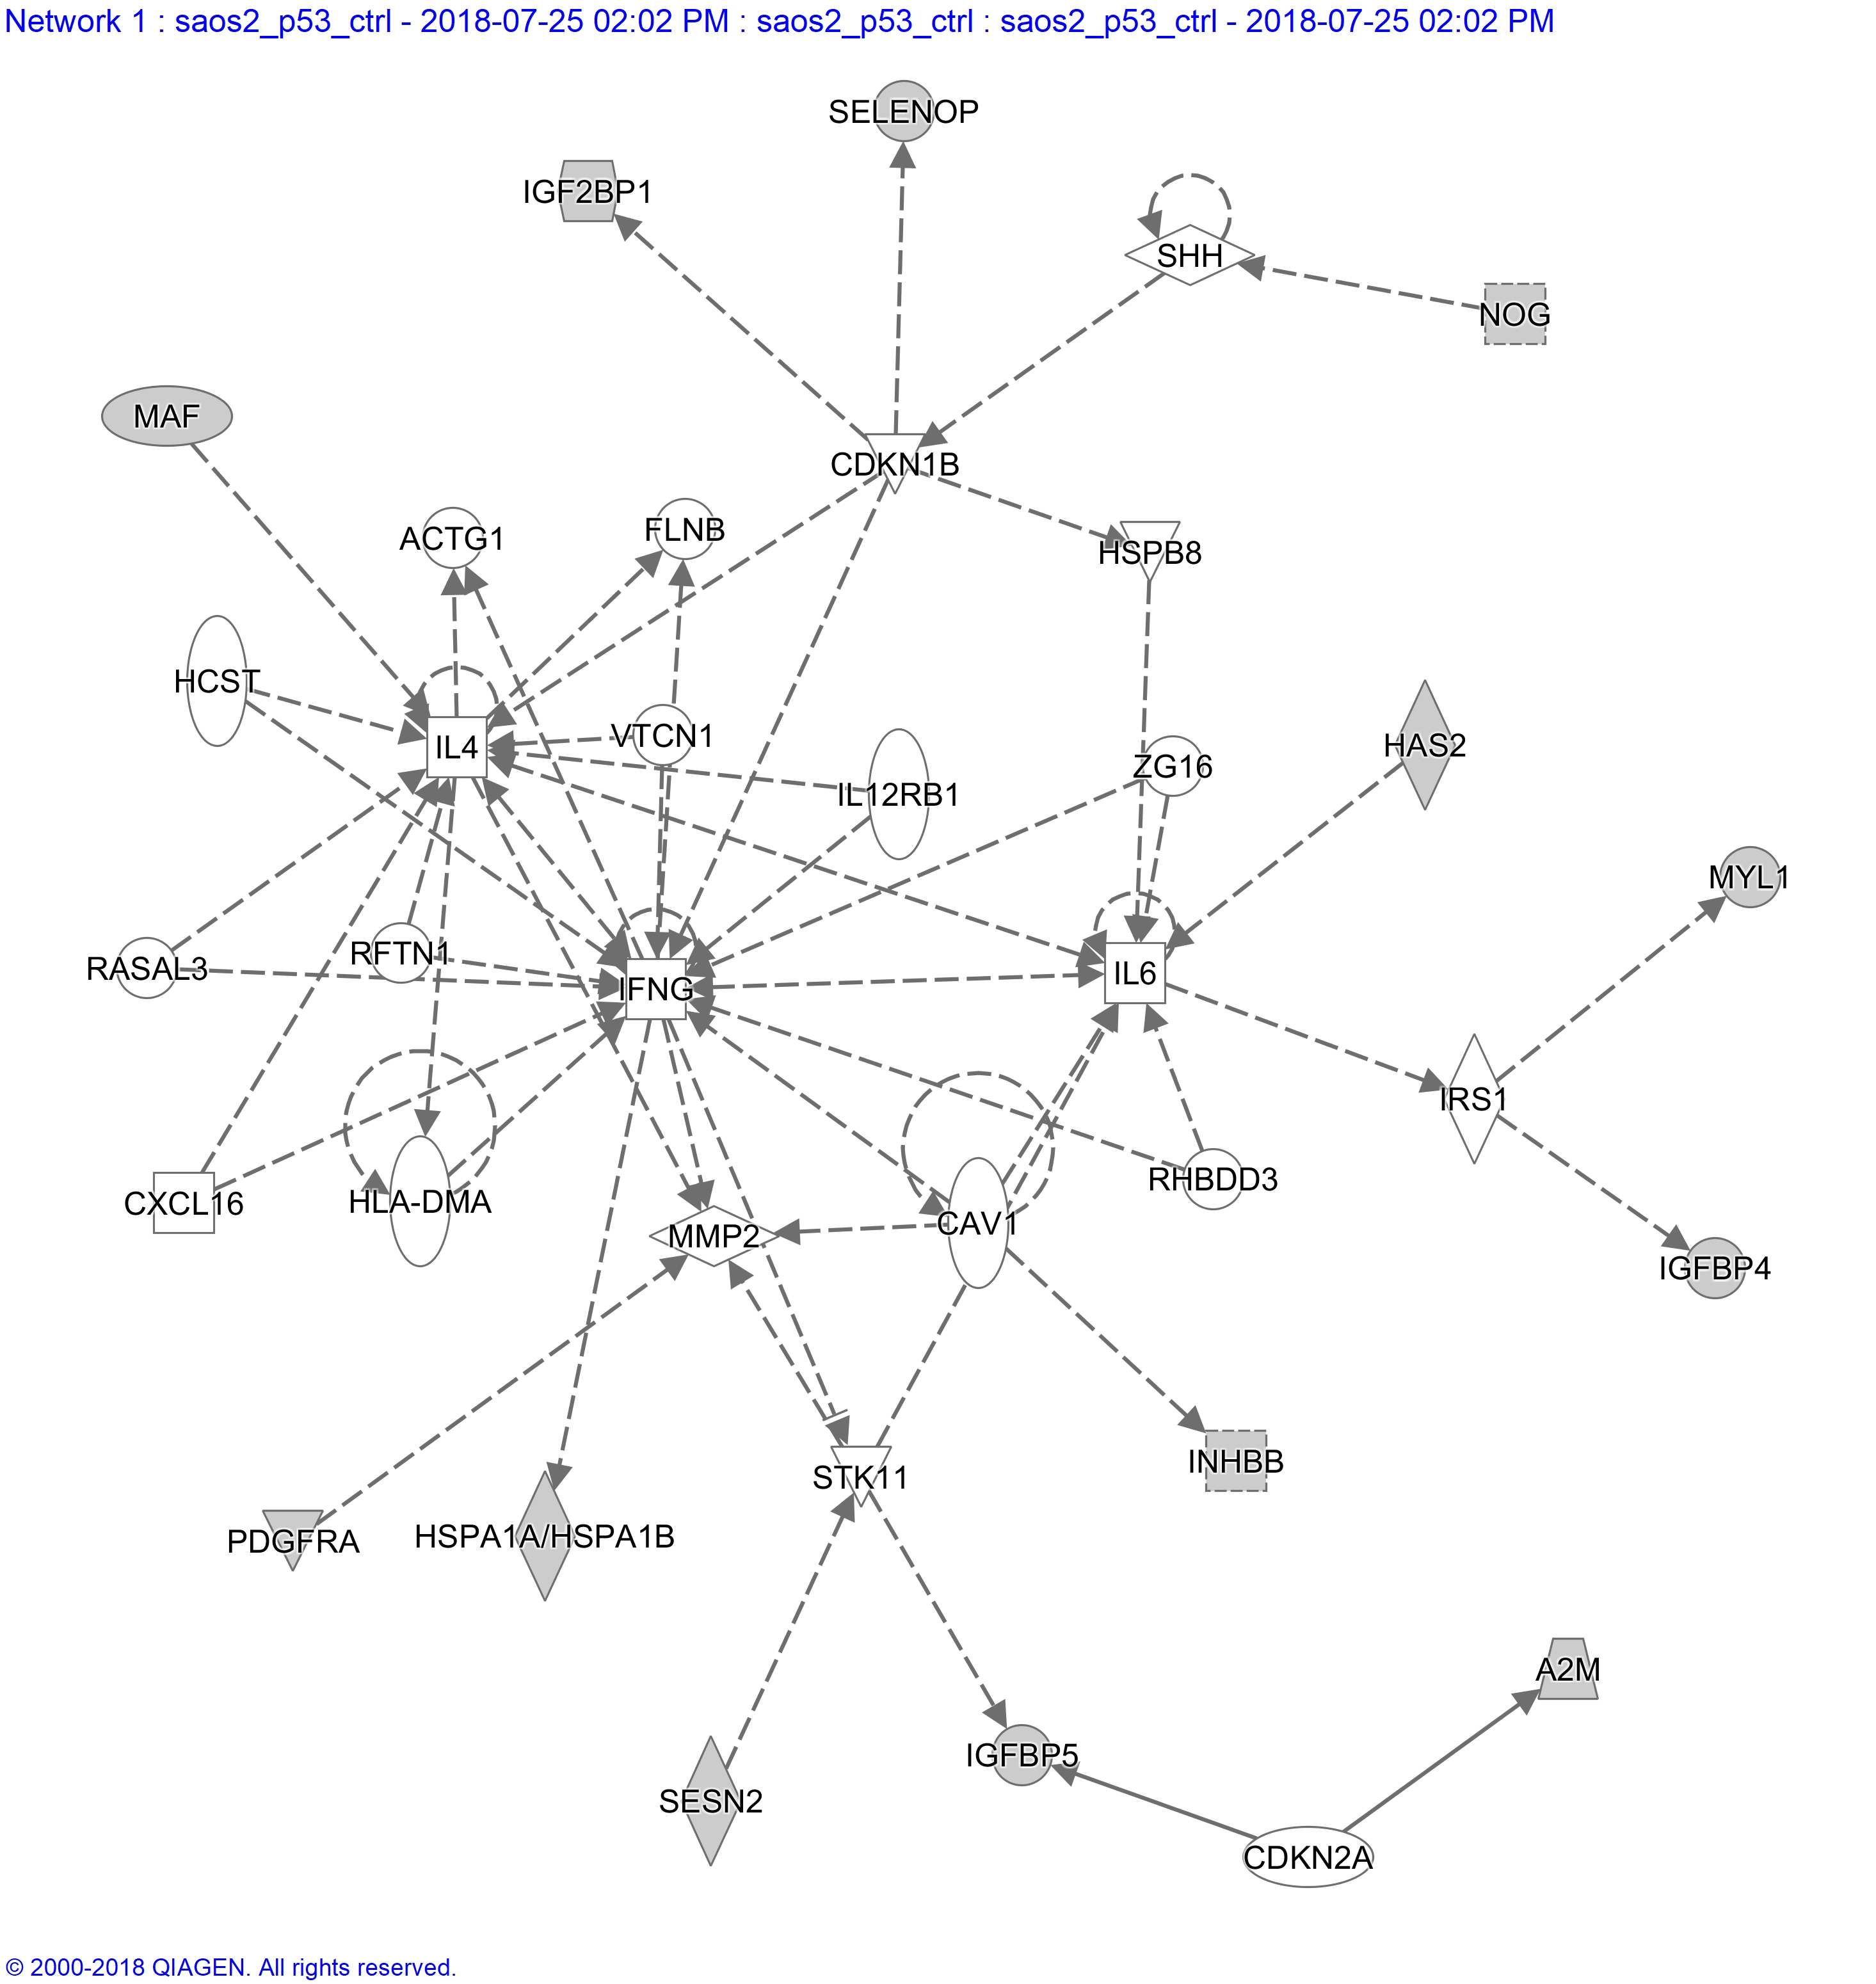 Network 1 : saos2_p53_ctrl - 2018-07-25 02:02 PM : saos2_p53_ctrl : saos2_p53_ctrl - 2018-07-25 02:02 PM
SELENOP
IGF2BP1
SHH
NOG
MAF
CDKN1B
ACTG1
FLNB
HSPB8
HCST
IL4
VTCN1
IL12RB1
ZG16
HAS2
MYL1
RASAL3
RFTN1
IFNG
IL6
IRS1
CXCL16
HLA-DMA
MMP2
CAV1
RHBDD3
IGFBP4
PDGFRA
HSPA1A/HSPA1B
STK11
INHBB
A2M
SESN2
IGFBP5
CDKN2A
© 2000-2018 QIAGEN. All rights reserved.